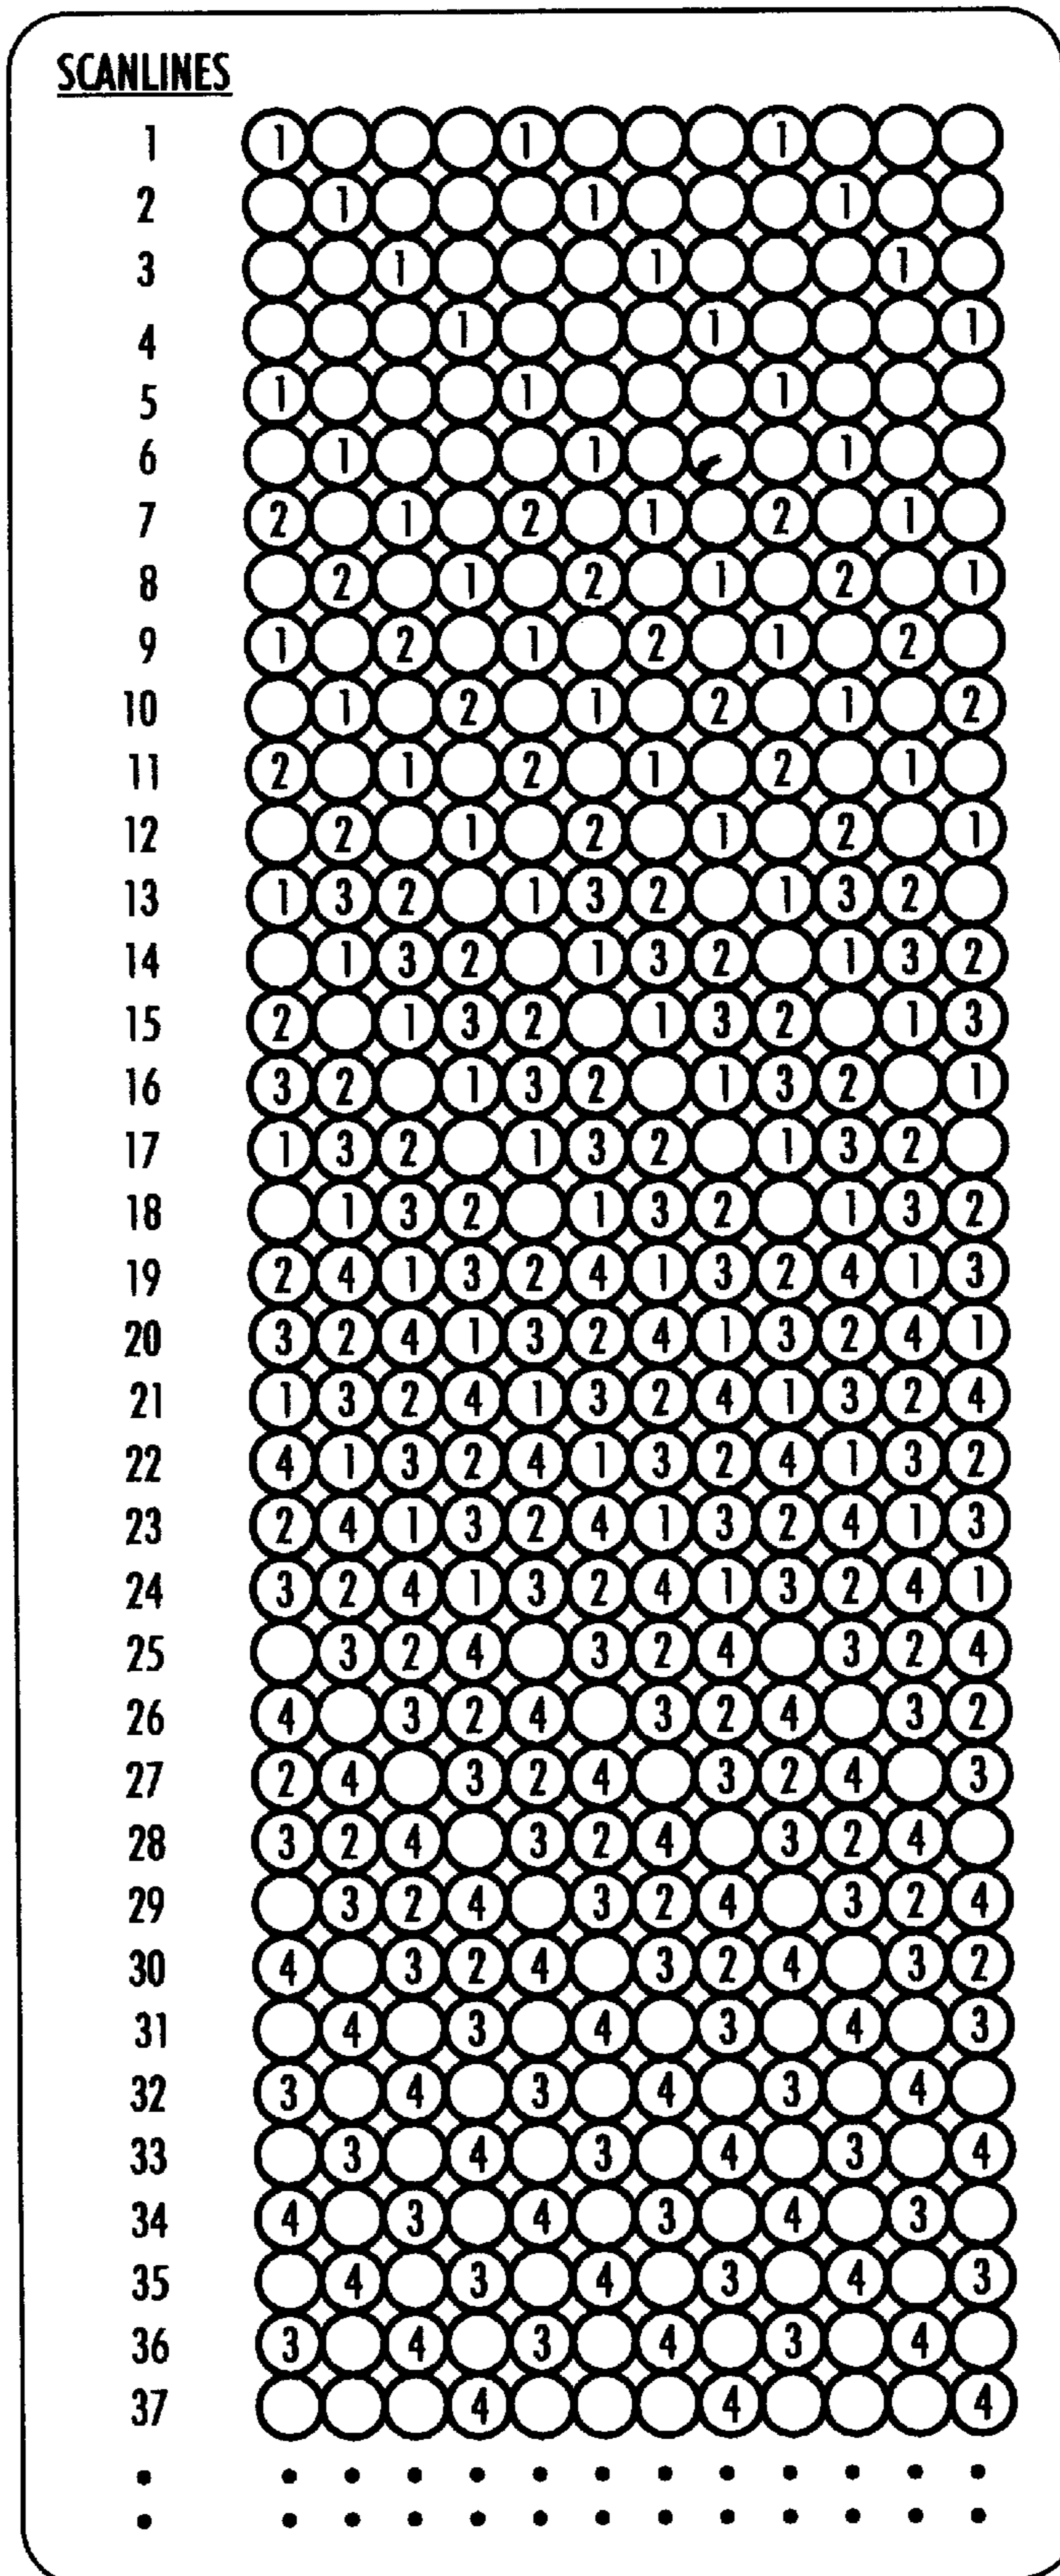 SCANLINES
1 1 1 1
2 1 1 1
3 1 1 1
4 1 1 1
5 1 1 1
6 1 1 1
7 2 1 2 1 2 1
8 2 1 2 1 2 1
9 1 2 1 2 1 2
10 1 2 1 2 1 2
11 2 1 2 1 2 1
12 2 1 2 1 2 1
13 1 3 2 1 3 2 1 3 2
14 1 3 2 1 3 2 1 3 2
15 2 1 3 2 1 3 2 1 3
16 3 2 1 3 2 1 3 2 1
17 1 3 2 1 3 2 1 3 2
18 1 3 2 1 3 2 1 3 2
19 2 4 1 3 2 4 1 3 2 4 1 3
20 3 2 4 1 3 2 4 1 3 2 4 1
21 1 3 2 4 1 3 2 4 1 3 2 4
22 4 1 3 2 4 1 3 2 4 1 3 2
23 2 4 1 3 2 4 1 3 2 4 1 3
24 3 2 4 1 3 2 4 1 3 2 4 1
25 3 2 4 3 2 4 3 2 4
26 4 3 2 4 3 2 4 3 2
27 2 4 3 2 4 3 2 4 3
28 3 2 4 3 2 4 3 2 4
29 3 2 4 3 2 4 3 2 4
30 4 3 2 4 3 2 4 3 2
31 4 3 4 3 4 3
32 3 4 3 4 3 4
33 3 4 3 4 3 4
34 4 3 4 3 4 3
35 4 3 4 3 4 3
36 3 4 3 4 3 4
37 4 4 4